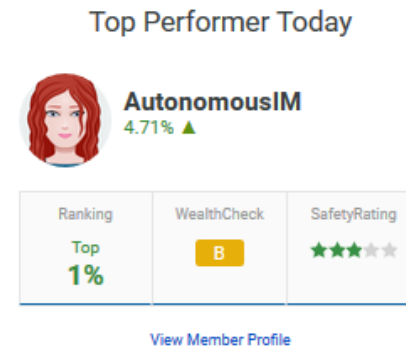 Top Performer Today
AutonomousIM
4.71% ▲
Ranking
Top
1%
WealthCheck
B
SafetyRating
View Member Profile